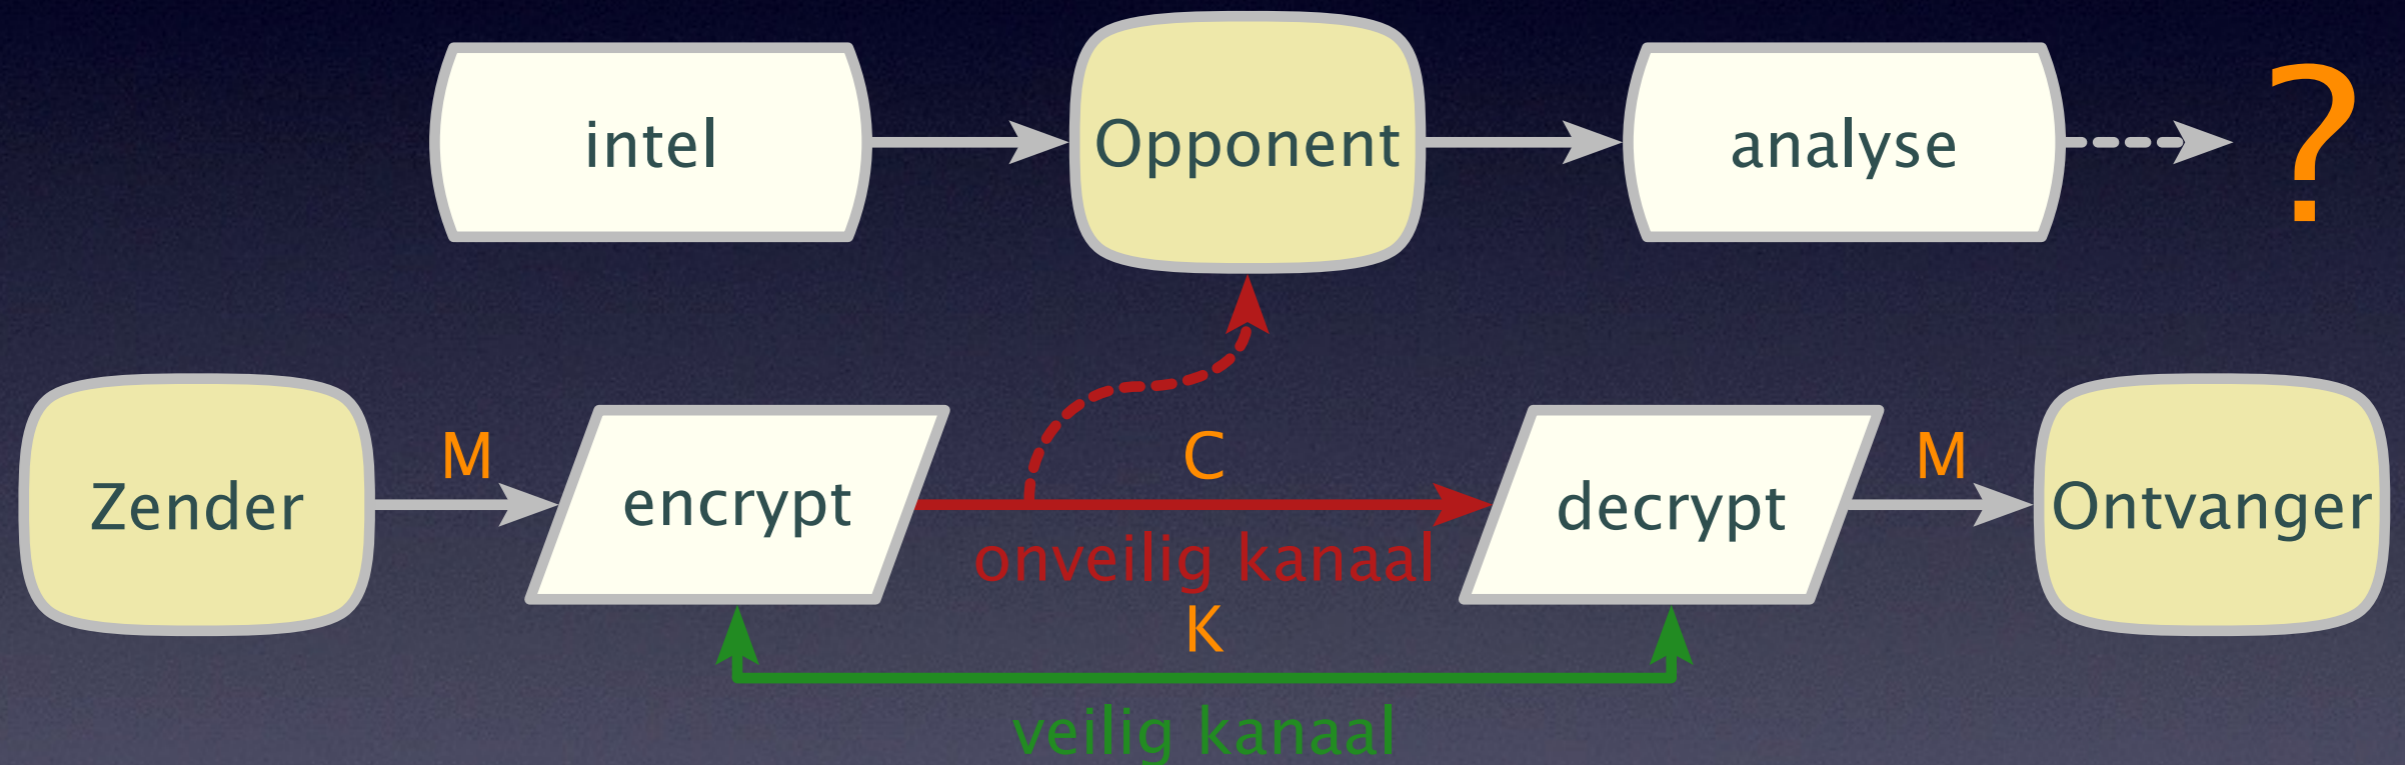 intel
Opponent
analyse
?
Zender
M
encrypt
C
onveilig kanaal
K
veilig kanaal
decrypt
M
Ontvanger